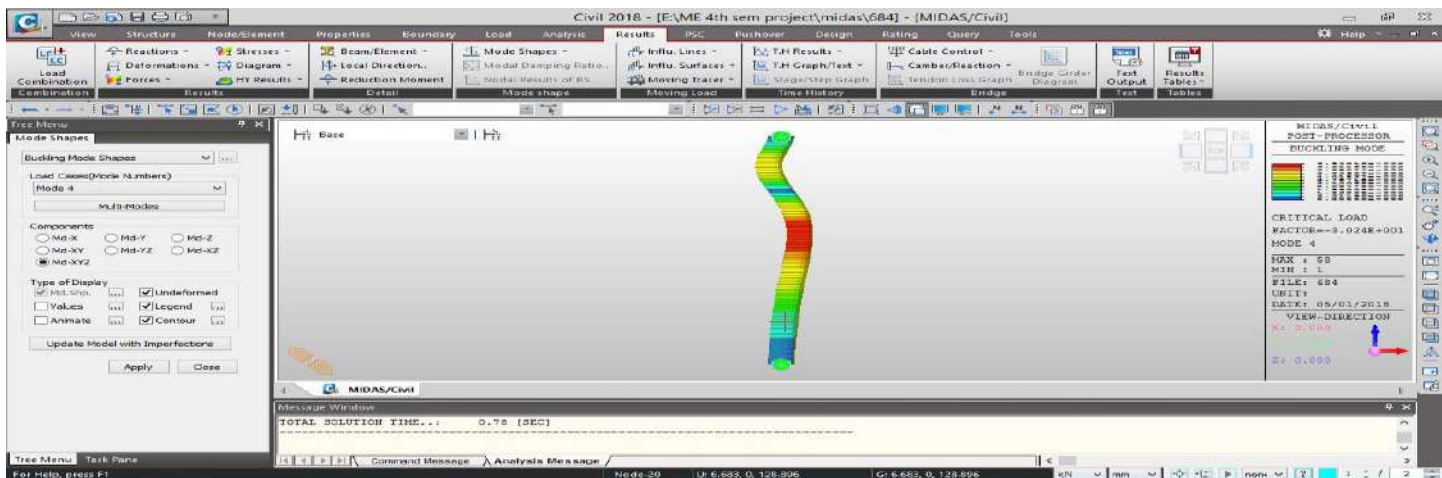 Civil 2018 - [E:\ME 4th sem project\midas\684] - [MIDAS/Civil]
View Structure Node/Element Properties Boundary Load Analysis Results PSC Pushover Design Rating Query Tools Help
Load Combination
Reactions
Deformations
Forces
Stresses
Diagram
HY Results
Beam/Element
Local Direction..
Reduction Moment
Mode Shapes
Modal Damping Ratio..
Nodal Results of RS
Influ. Lines
Influ. Surfaces
Moving Tracer
T.H Results
T.H Graph/Text
Stage/Step Graph
Cable Control
Camber/Reaction
Tendon Loss Graph
Bridge Girder Diagram
Text Output
Results Tables
Combination Results Detail Mode shape Moving Load Time History Bridge Text Tables
Tree Menu
Mode Shapes
Buckling Mode Shapes
Load Cases(Mode Numbers)
Mode 4
Multi-Modes
Components
Md-X Md-Y Md-Z
Md-XY Md-YZ Md-XZ
Md-XYZ
Type of Display
Md.Shp. Undeformed
Values Legend
Animate Contour
Update Model with Imperfections
Apply Close
Tree Menu Task Pane
Base
MIDAS/Civil
POST-PROCESSOR
BUCKLING MODE
CRITICAL LOAD
FACTOR=-3.024E+001
MODE 4
MAX : 58
MIN : 1
FILE: 684
UNIT:
DATE: 05/01/2018
VIEW-DIRECTION
X: 0.000
Z: 0.000
MIDAS/Civil
Message Window
TOTAL SOLUTION TIME..: 0.78 [SEC]
Command Message Analysis Message
For Help, press F1
Node-20 U: 6.683, 0, 128.896 G: 6.683, 0, 128.896 kN mm